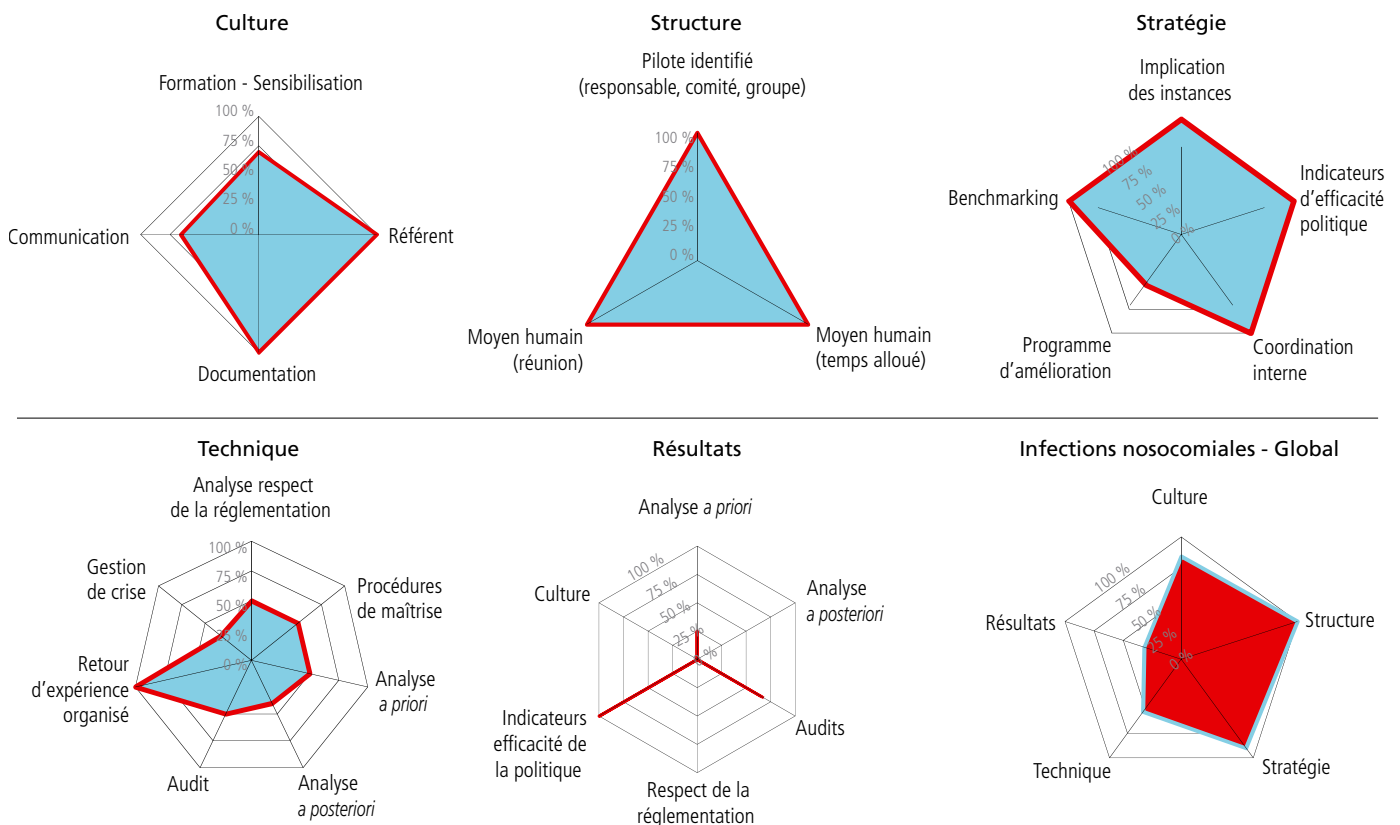 Culture
Formation - Sensibilisation
100 %
75 %
50 %
25 %
0 %
Communication
Référent
Documentation
Structure
Pilote identifié
(responsable, comité, groupe)
100 %
75 %
50 %
25 %
0 %
Moyen humain
(réunion)
Moyen humain
(temps alloué)
Stratégie
Implication
des instances
100 %
75 %
50 %
25 %
0 %
Benchmarking
Indicateurs
d’efficacité
politique
Programme
d’amélioration
Coordination
interne
Technique
Analyse respect
de la réglementation
100 %
75 %
50 %
25 %
0 %
Gestion
de crise
Procédures
de maîtrise
Retour
d’expérience
organisé
Analyse
a priori
Audit
Analyse
a posteriori
Résultats
Analyse a priori
100 %
75 %
50 %
25 %
0 %
Culture
Analyse
a posteriori
Indicateurs
efficacité de
la politique
Audits
Respect de la
réglementation
Infections nosocomiales - Global
Culture
100 %
75 %
50 %
25 %
0 %
Résultats
Structure
Technique
Stratégie